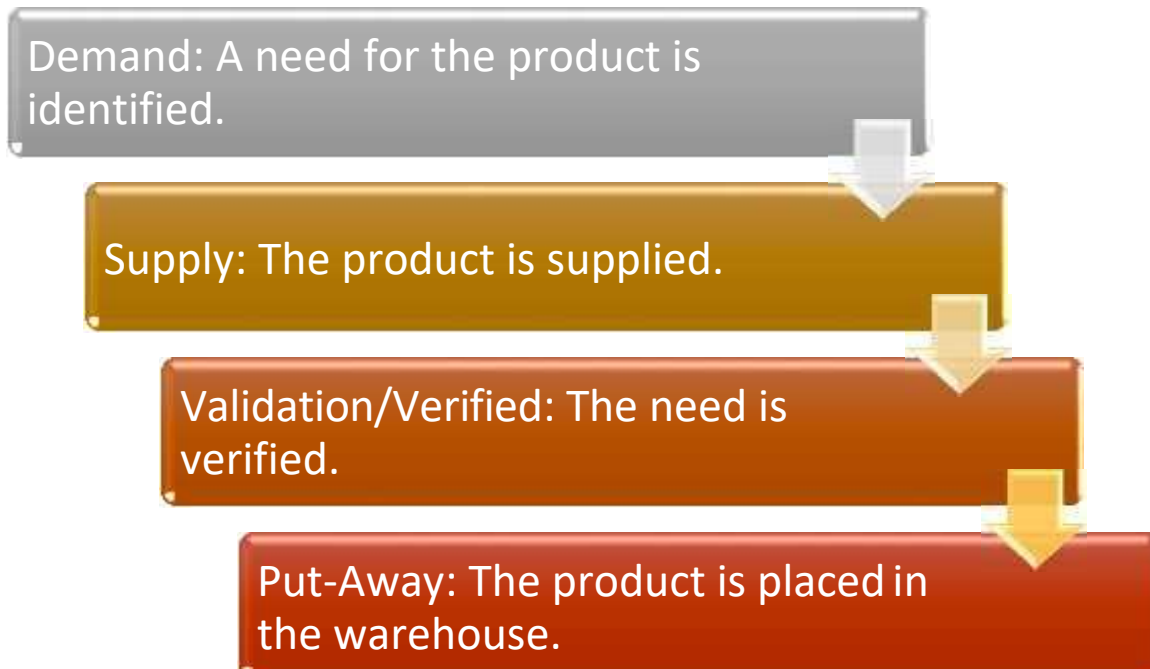 Demand: A need for the product is
identified.
Supply: The product is supplied.
Validation/Verified: The need is
verified.
Put-Away: The product is placed in
the warehouse.